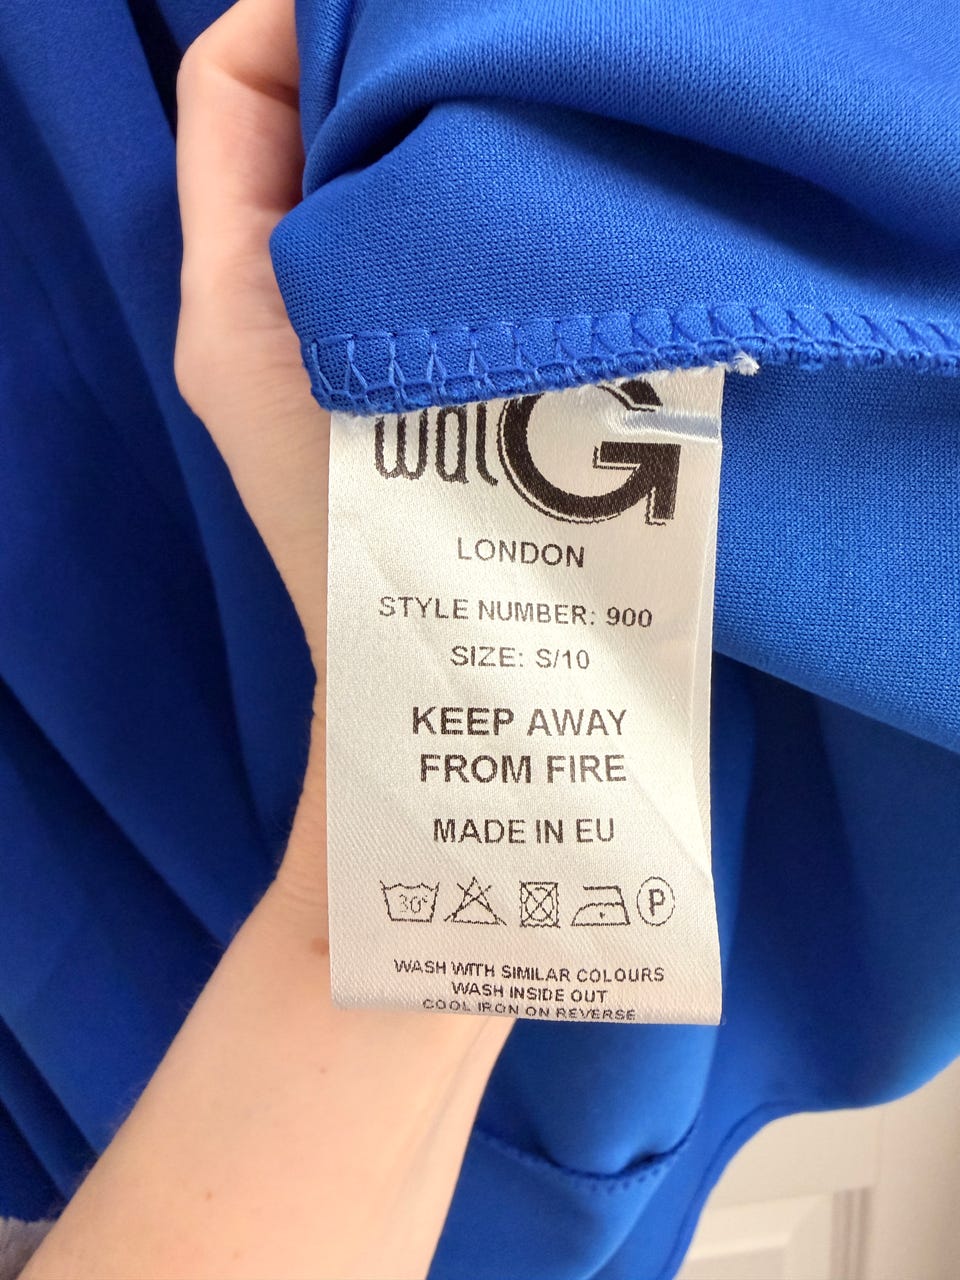 wal G
LONDON
STYLE NUMBER: 900
SIZE: S/10
KEEP AWAY
FROM FIRE
MADE IN EU
30° P
WASH WITH SIMILAR COLOURS
WASH INSIDE OUT
COOL IRON ON REVERSE